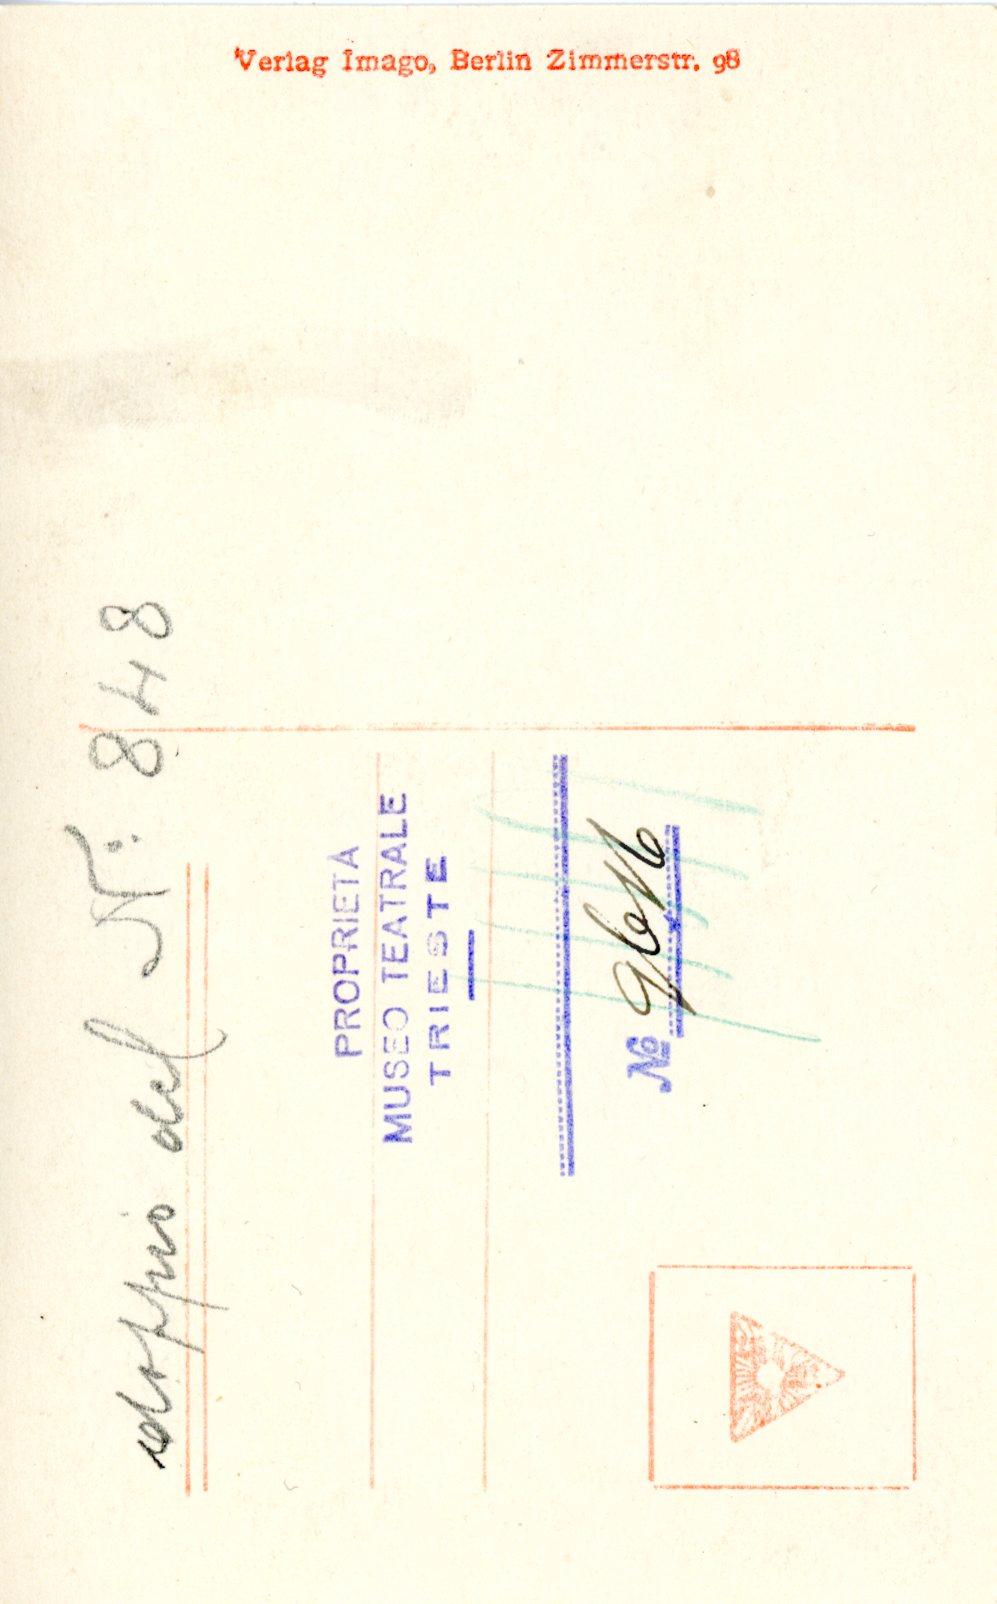 Verlag Imago, Berlin Zimmerstr. 98
doppio del N: 848
PROPRIETÀ
MUSEO TEATRALE
TRIESTE
№